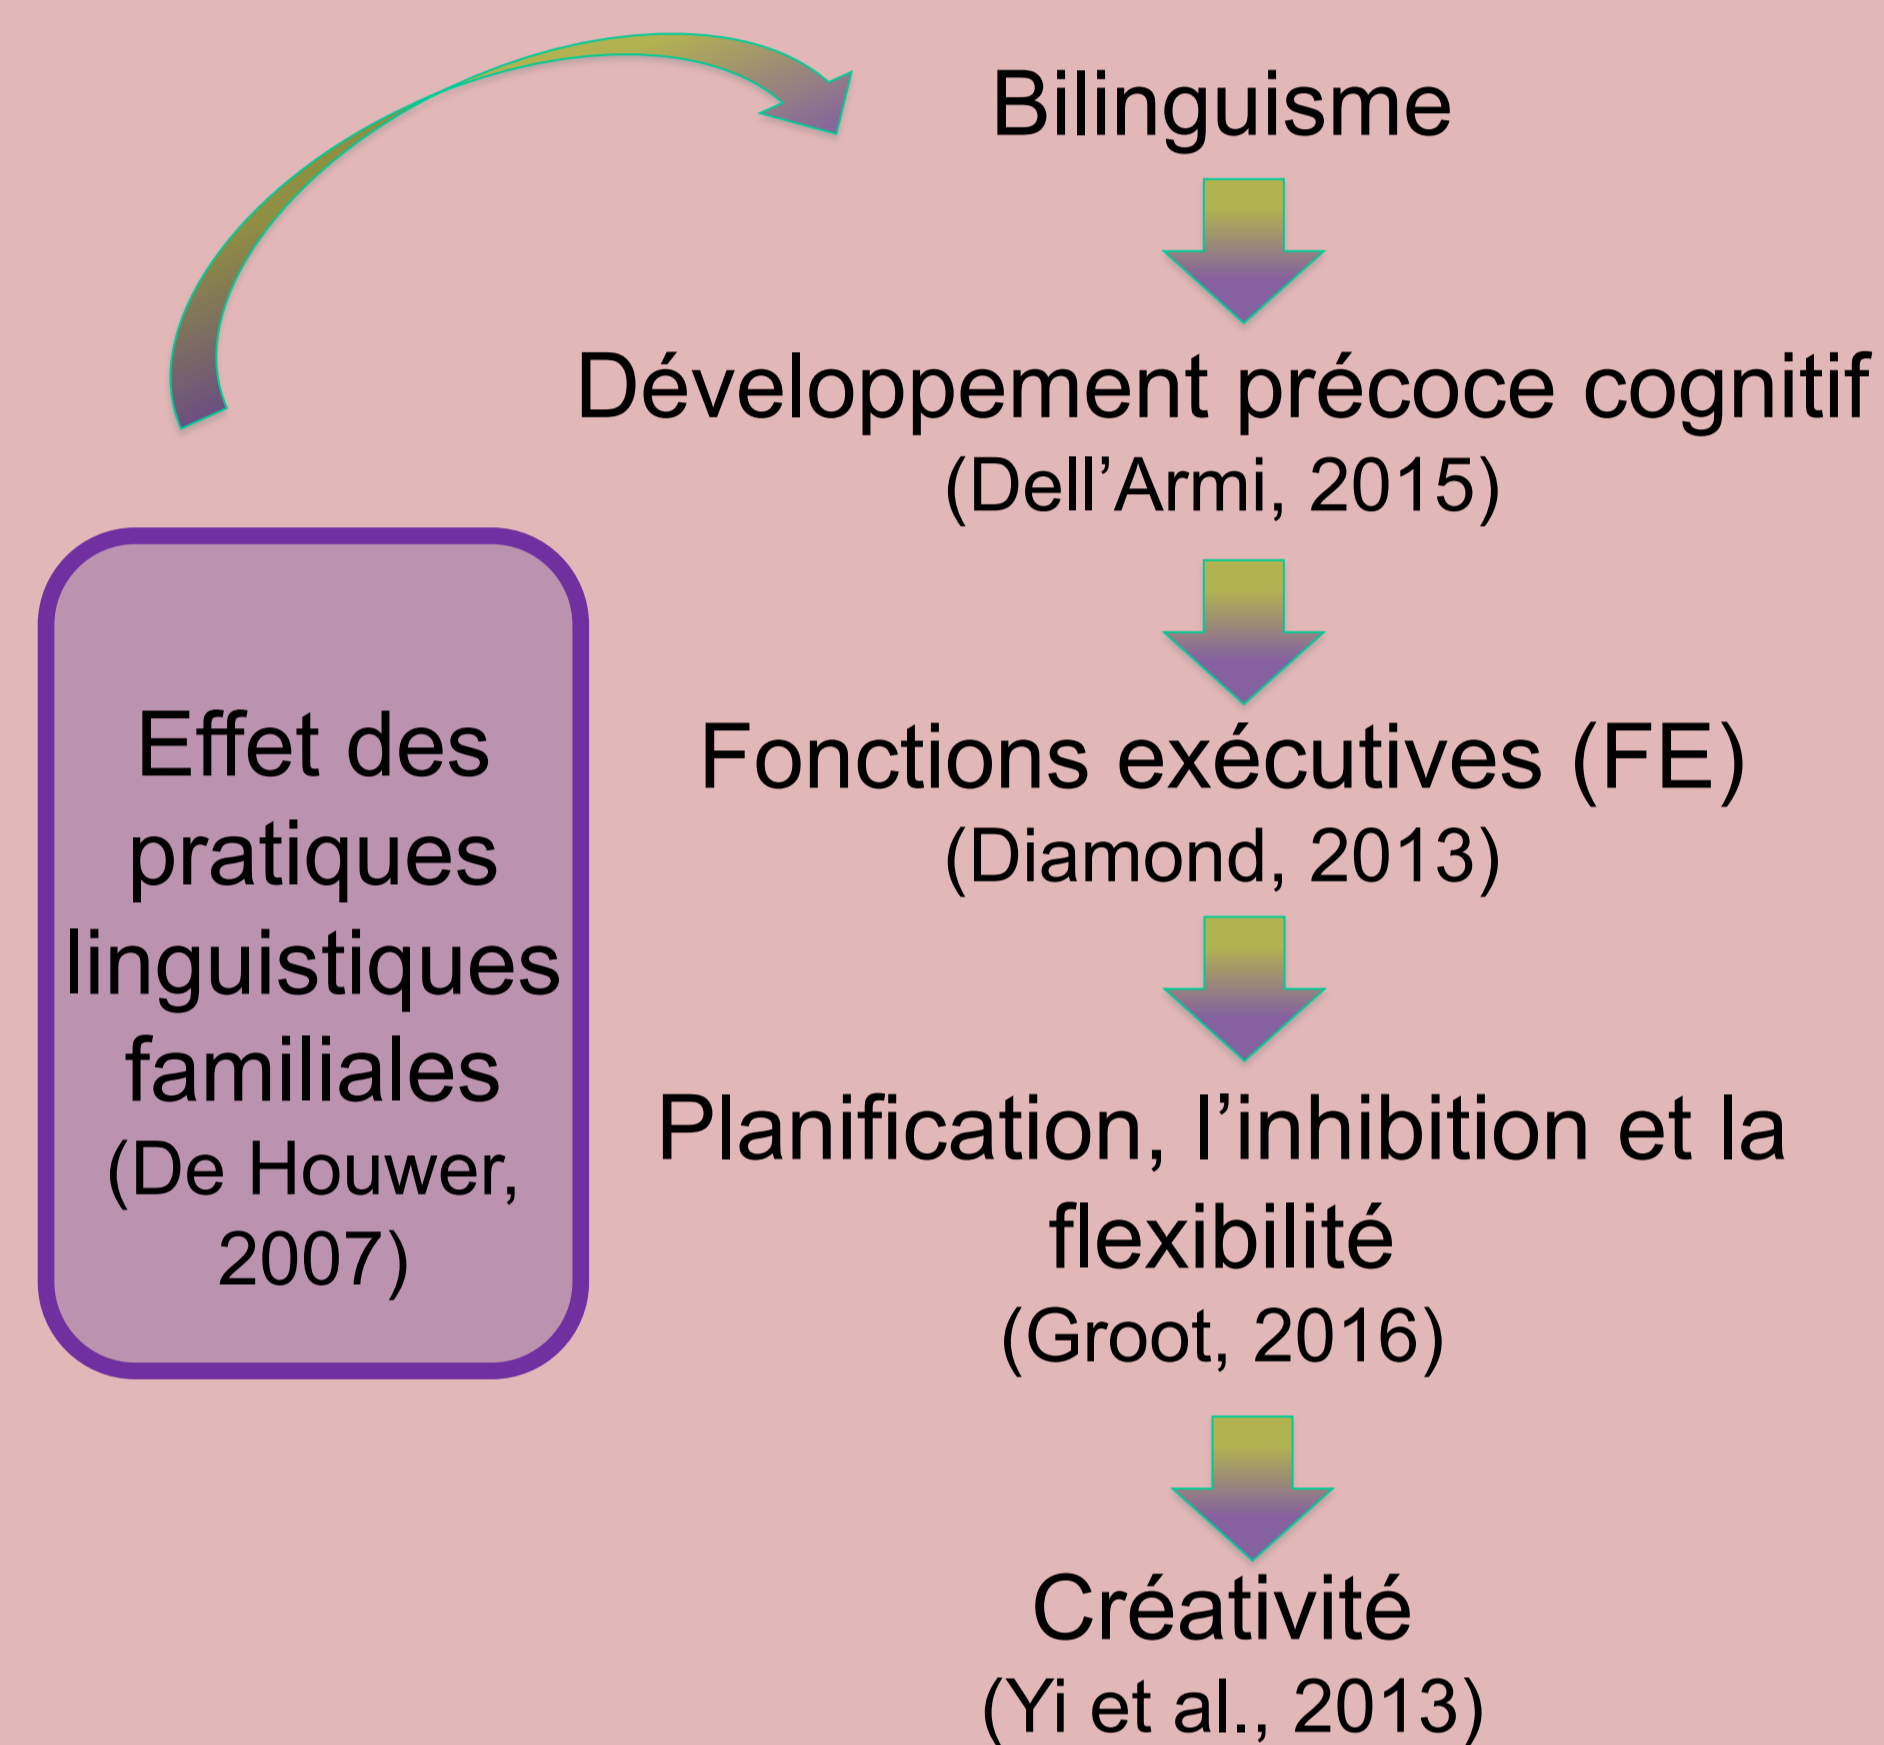 Bilinguisme
Développement précoce cognitif
(Dell’Armi, 2015)
Fonctions exécutives (FE)
(Diamond, 2013)
Planification, l’inhibition et la
flexibilité
(Groot, 2016)
Créativité
(Yi et al., 2013)
Effet des
pratiques
linguistiques
familiales
(De Houwer,
2007)